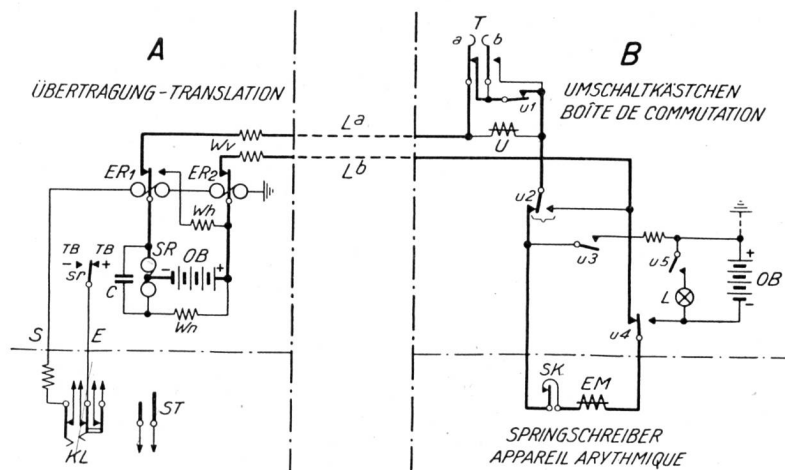 A
ÜBERTRAGUNG - TRANSLATION
T
a b
B
UMSCHALTKÄSTCHEN
BOÎTE DE COMMUTATION
u1
U
Wv
La
Lb
ER1
ER2
Wh
u2
u3
u5
TB TB
- +
sr
SR
OB
- +
C
Wn
L
+
OB
-
u4
S
E
KL
ST
SK
EM
SPRINGSCHREIBER
APPAREIL ARYTHMIQUE